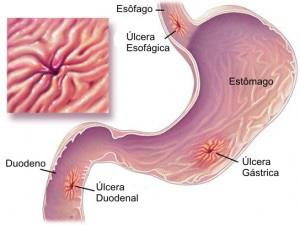 Esôfago
Úlcera
Esofágica
Estômago
Duodeno
Úlcera
Duodenal
Úlcera
Gástrica